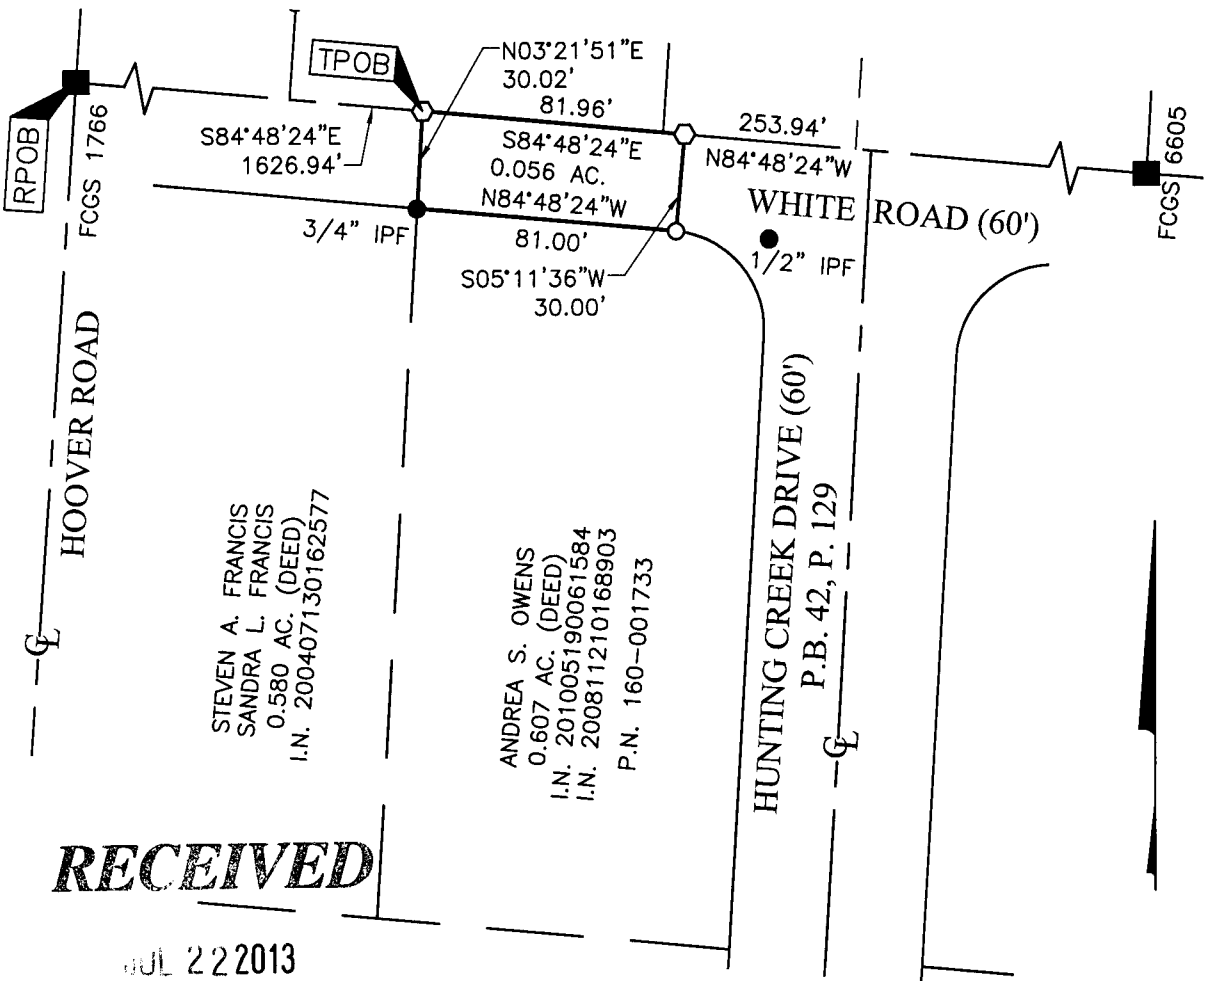 N03°21'51"E
30.02'
TPOB
81.96'
RPOB
FCGS 1766
S84°48'24"E
1626.94'
S84°48'24"E
0.056 AC.
N84°48'24"W
81.00'
253.94'
N84°48'24"W
FCGS 6605
WHITE ROAD (60')
3/4" IPF
1/2" IPF
S05°11'36"W
30.00'
HOOVER ROAD
STEVEN A. FRANCIS
SANDRA L. FRANCIS
0.580 AC. (DEED)
I.N. 200407130162577
ANDREA S. OWENS
0.607 AC. (DEED)
I.N. 201005190061584
I.N. 200811210168903
P.N. 160-001733
HUNTING CREEK DRIVE (60')
P.B. 42, P. 129
CL
CL
RECEIVED
JUL 22 2013